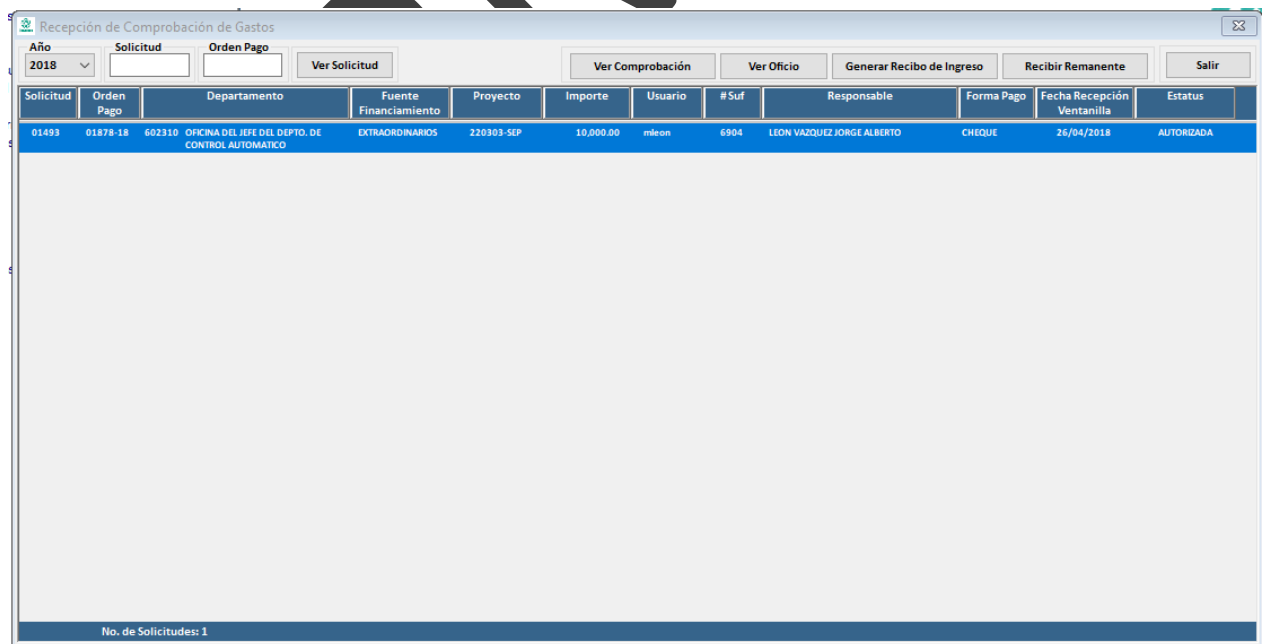 Recepción de Comprobación de Gastos
Año Solicitud Orden Pago
2018 Ver Solicitud Ver Comprobación Ver Oficio Generar Recibo de Ingreso Recibir Remanente Salir
Solicitud Orden Departamento Fuente Proyecto Importe Usuario # Suf Responsable Forma Pago Fecha Recepción Estatus
Pago Financiamiento Ventanilla
01493 01878-18 602310 OFICINA DEL JEFE DEL DEPTO. DE EXTRAORDINARIOS 220303-SEP 10,000.00 mleon 6904 LEON VAZQUEZ JORGE ALBERTO CHEQUE 26/04/2018 AUTORIZADA
CONTROL AUTOMATICO
No. de Solicitudes: 1